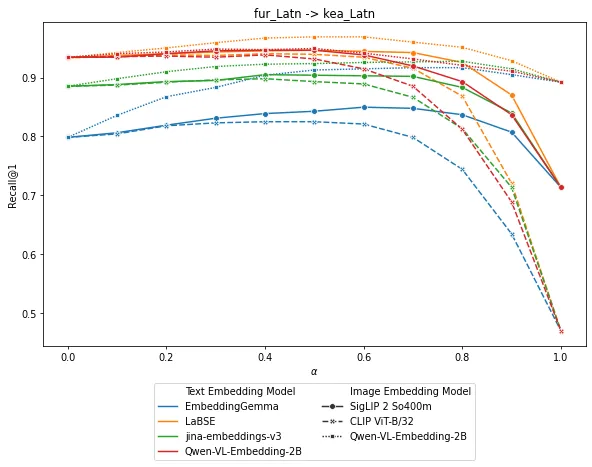 fur_Latn -> kea_Latn
Recall@1
0.9
0.8
0.7
0.6
0.5
0.0 0.2 0.4 0.6 0.8 1.0
α
Text Embedding Model Image Embedding Model
EmbeddingGemma SigLIP 2 So400m
LaBSE CLIP ViT-B/32
jina-embeddings-v3 Qwen-VL-Embedding-2B
Qwen-VL-Embedding-2B